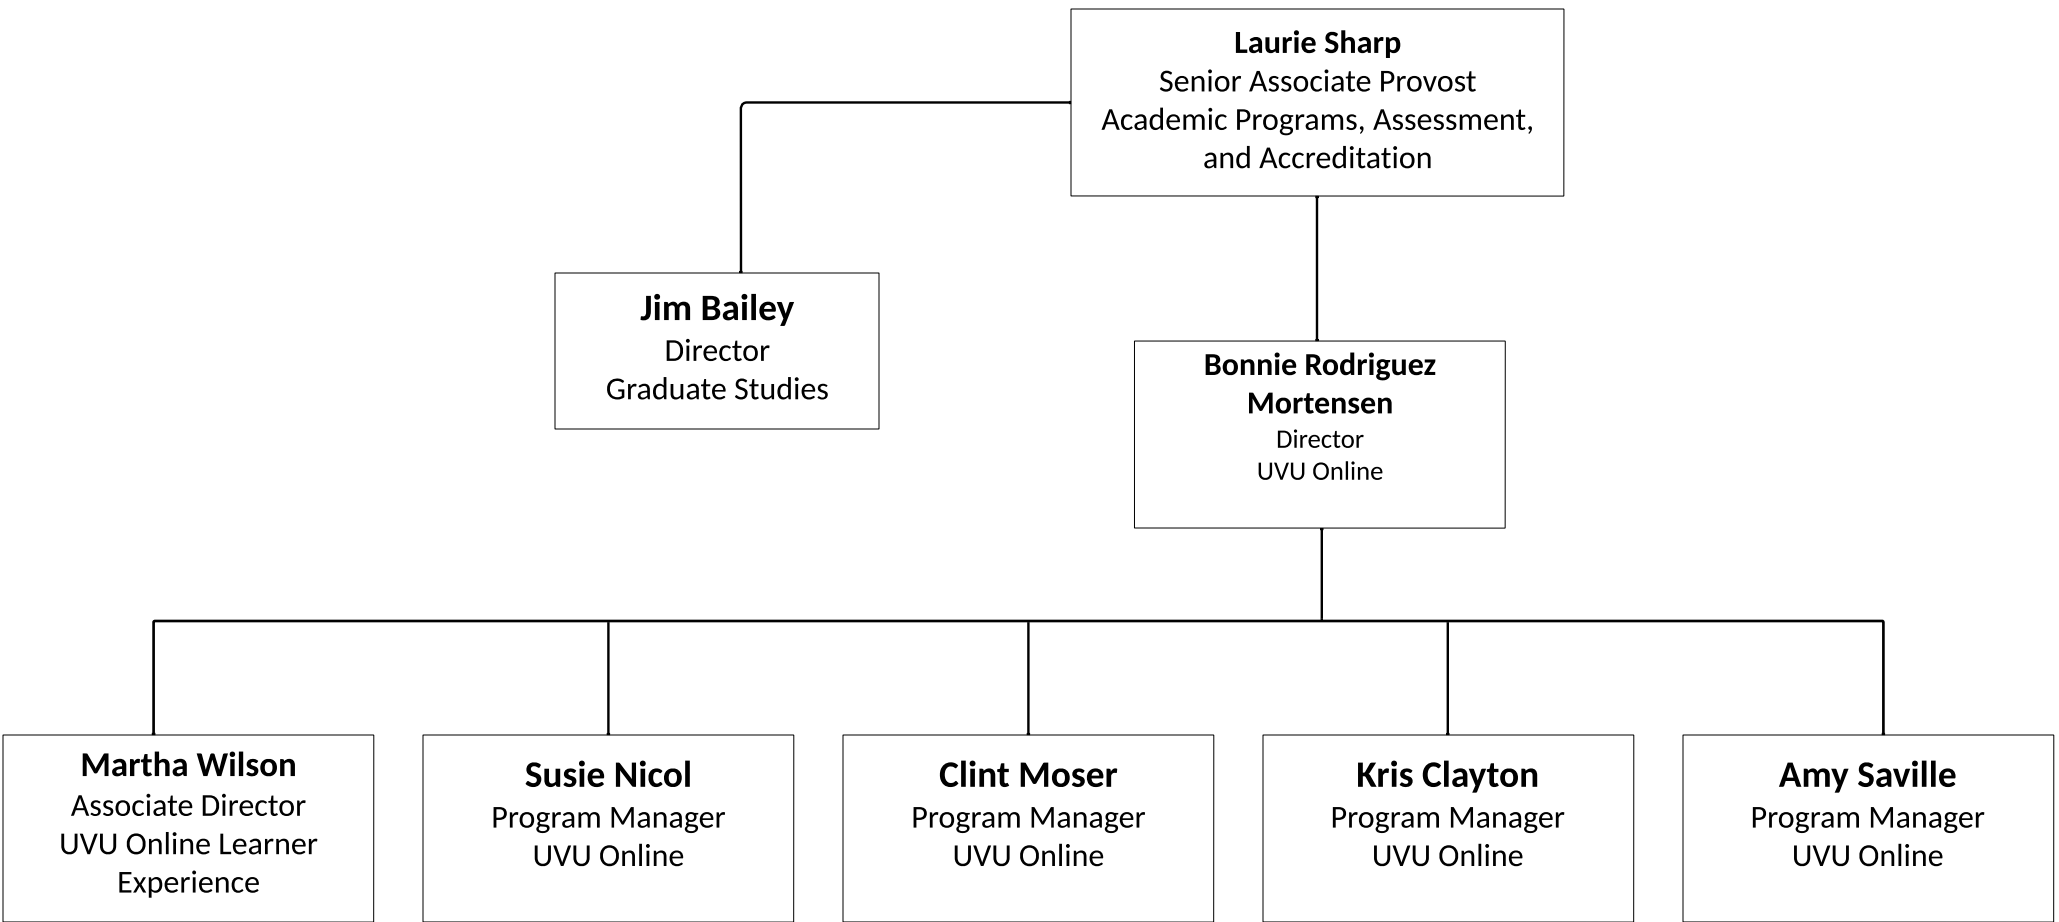 Laurie Sharp
Senior Associate Provost
Academic Programs, Assessment,
and Accreditation
Jim Bailey
Director
Graduate Studies
Bonnie Rodriguez
Mortensen
Director
UVU Online
Martha Wilson
Associate Director
UVU Online Learner
Experience
Susie Nicol
Program Manager
UVU Online
Clint Moser
Program Manager
UVU Online
Kris Clayton
Program Manager
UVU Online
Amy Saville
Program Manager
UVU Online